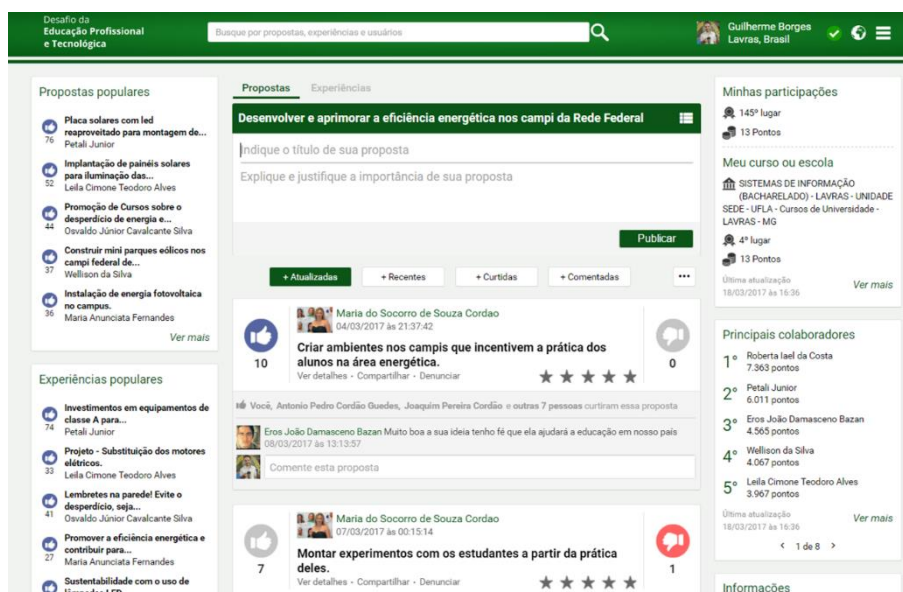 Desafio da
Educação Profissional
e Tecnológica
Busque por propostas, experiências e usuários
Guilherme Borges
Lavras, Brasil
Propostas populares
76
Placa solares com led
reaproveitado para montagem de...
Petali Junior
52
Implantação de painéis solares
para iluminação das...
Leila Cimone Teodoro Alves
44
Promoção de Cursos sobre o
desperdício de energia e...
Osvaldo Júnior Cavalcante Silva
37
Construir mini parques eólicos nos
campi federal de...
Wellison da Silva
36
Instalação de energia fotovoltaica
no campus.
Maria Anunciata Fernandes
Ver mais
Experiências populares
74
Investimentos em equipamentos de
classe A para...
Petali Junior
33
Projeto - Substituição dos motores
elétricos.
Leila Cimone Teodoro Alves
41
Lembretes na parede! Evite o
desperdício, seja...
Osvaldo Júnior Cavalcante Silva
27
Promover a eficiência energética e
contribuir para...
Maria Anunciata Fernandes
Sustentabilidade com o uso de
lâmpadas LED
Propostas Experiências
Desenvolver e aprimorar a eficiência energética nos campi da Rede Federal
Indique o título de sua proposta
Explique e justifique a importância de sua proposta
Publicar
+ Atualizadas + Recentes + Curtidas + Comentadas
Maria do Socorro de Souza Cordao
04/03/2017 às 21:37:42
Criar ambientes nos campis que incentivem a prática dos
alunos na área energética.
Ver detalhes - Compartilhar - Denunciar
10
0
Você, Antonio Pedro Cordão Guedes, Joaquim Pereira Cordão e outras 7 pessoas curtiram essa proposta
Eros João Damasceno Bazan Muito boa a sua ideia tenho fé que ela ajudará a educação em nosso país
08/03/2017 às 13:13:57
Comente esta proposta
Maria do Socorro de Souza Cordao
07/03/2017 às 00:15:14
Montar experimentos com os estudantes a partir da prática
deles.
Ver detalhes - Compartilhar - Denunciar
7
1
Minhas participações
145º lugar
13 Pontos
Meu curso ou escola
SISTEMAS DE INFORMAÇÃO
(BACHARELADO) - LAVRAS - UNIDADE
SEDE - UFLA - Cursos de Universidade -
LAVRAS - MG
4º lugar
13 Pontos
Última atualização
18/03/2017 às 16:36
Ver mais
Principais colaboradores
1° Roberta Iael da Costa
7.363 pontos
2° Petali Junior
6.011 pontos
3° Eros João Damasceno Bazan
4.565 pontos
4° Wellison da Silva
4.067 pontos
5° Leila Cimone Teodoro Alves
3.967 pontos
Última atualização
18/03/2017 às 16:36
Ver mais
< 1 de 8 >
Informações